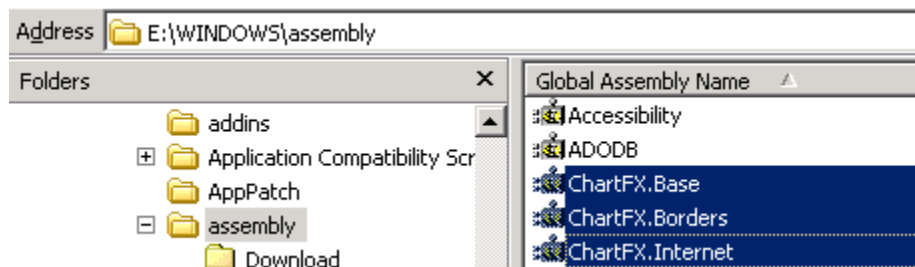 Address E:\WINDOWS\assembly
Folders
addins
Application Compatibility Scr
AppPatch
assembly
Download
Global Assembly Name
Accessibility
ADODB
ChartFX.Base
ChartFX.Borders
ChartFX.Internet